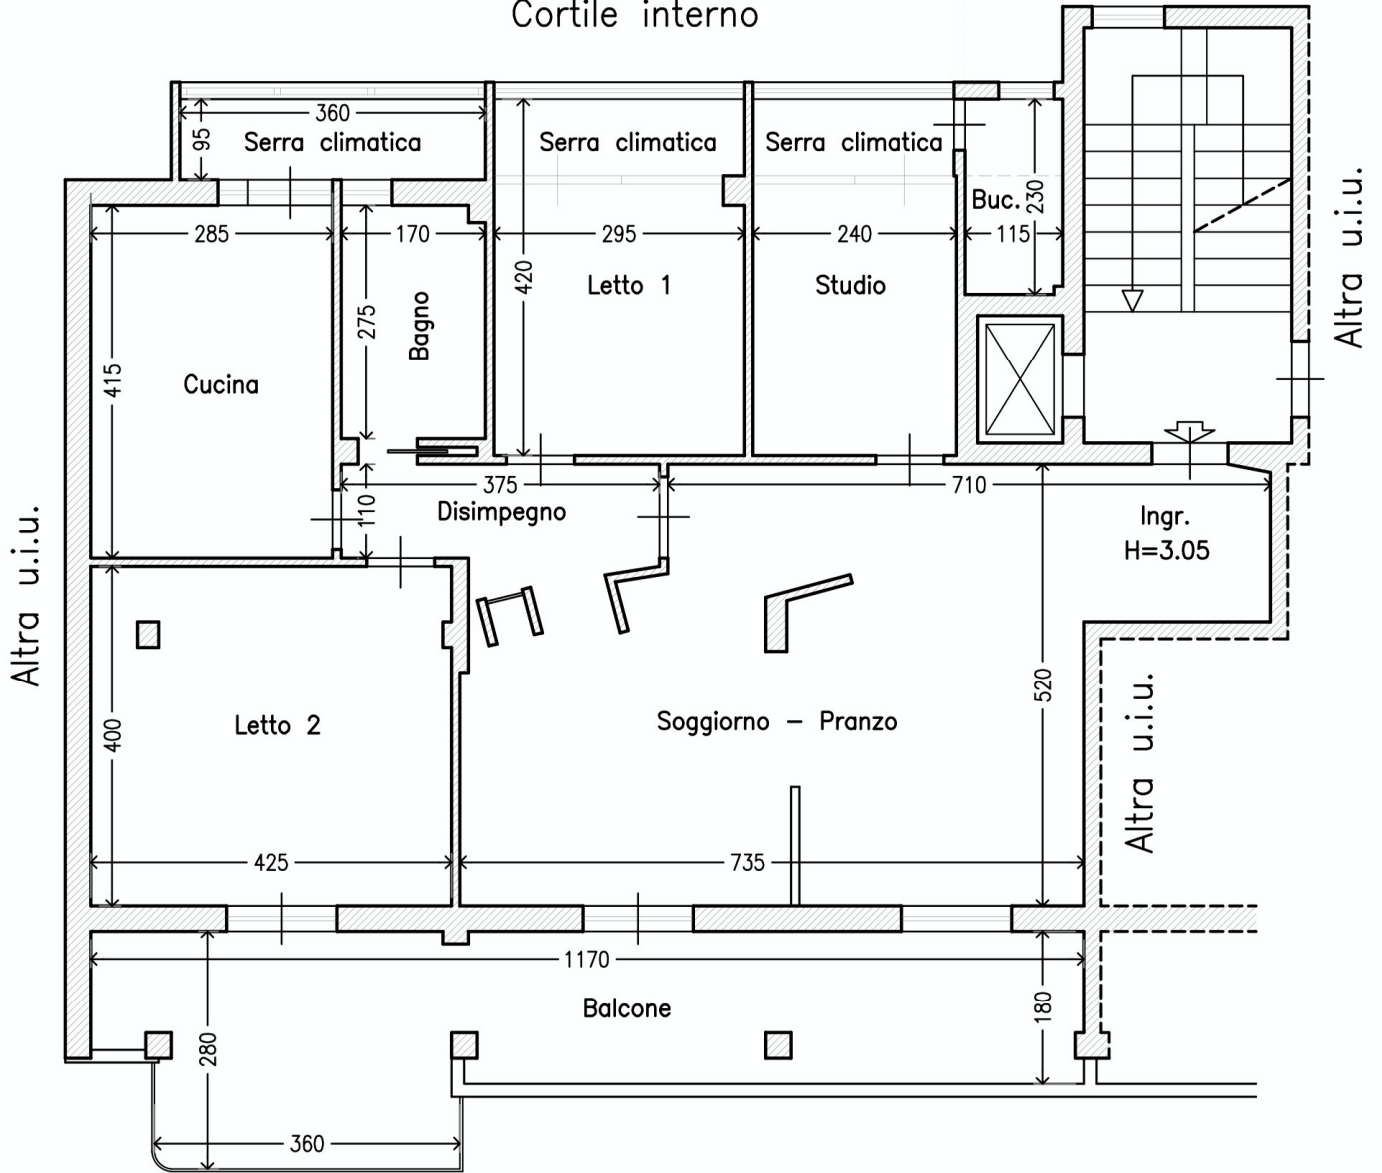 Cortile interno
360
95
Serra climatica
Serra climatica
Serra climatica
Buc.
230
285
170
295
240
115
420
Letto 1
Studio
275
Bagno
415
Cucina
Altra u.i.u.
375
710
110
Disimpegno
Ingr.
H=3.05
Altra u.i.u.
520
400
Letto 2
Soggiorno - Pranzo
Altra u.i.u.
425
735
1170
Balcone
180
280
360